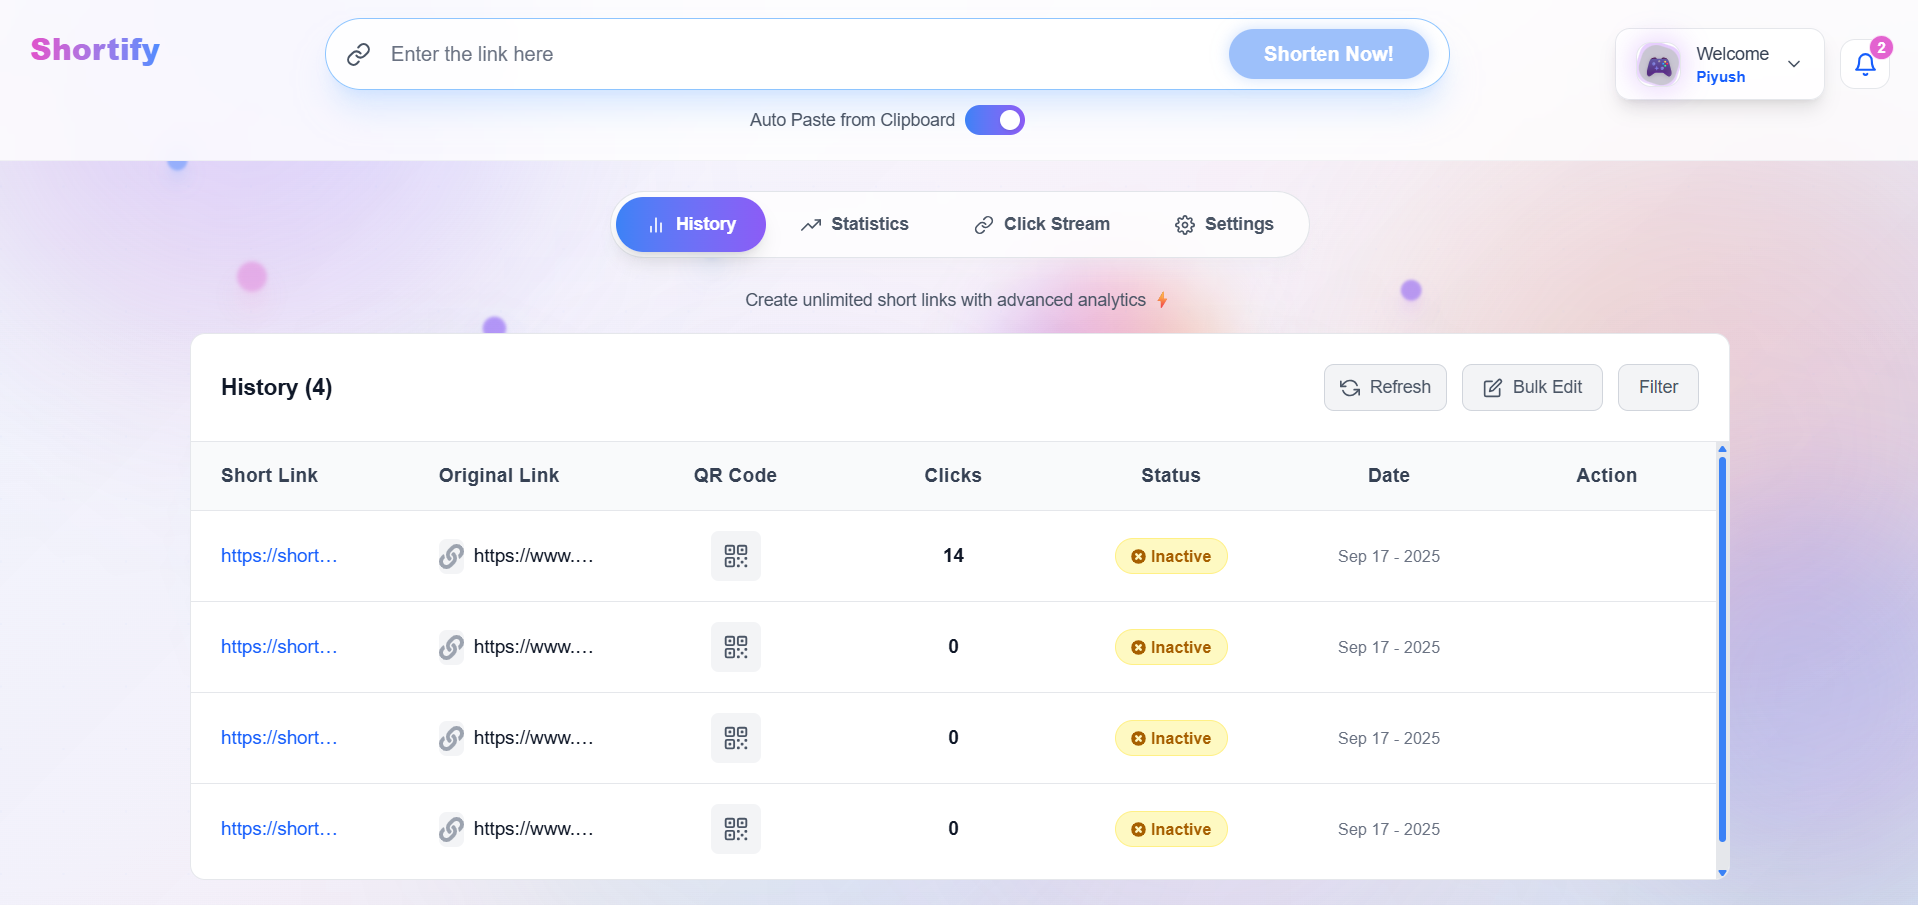 Shortify
Enter the link here
Shorten Now!
Welcome
Piyush
2
Auto Paste from Clipboard
History
Statistics
Click Stream
Settings
Create unlimited short links with advanced analytics
History (4)
Refresh
Bulk Edit
Filter
Short Link Original Link QR Code Clicks Status Date Action
https://short... https://www.... 14 Inactive Sep 17 - 2025
https://short... https://www.... 0 Inactive Sep 17 - 2025
https://short... https://www.... 0 Inactive Sep 17 - 2025
https://short... https://www.... 0 Inactive Sep 17 - 2025